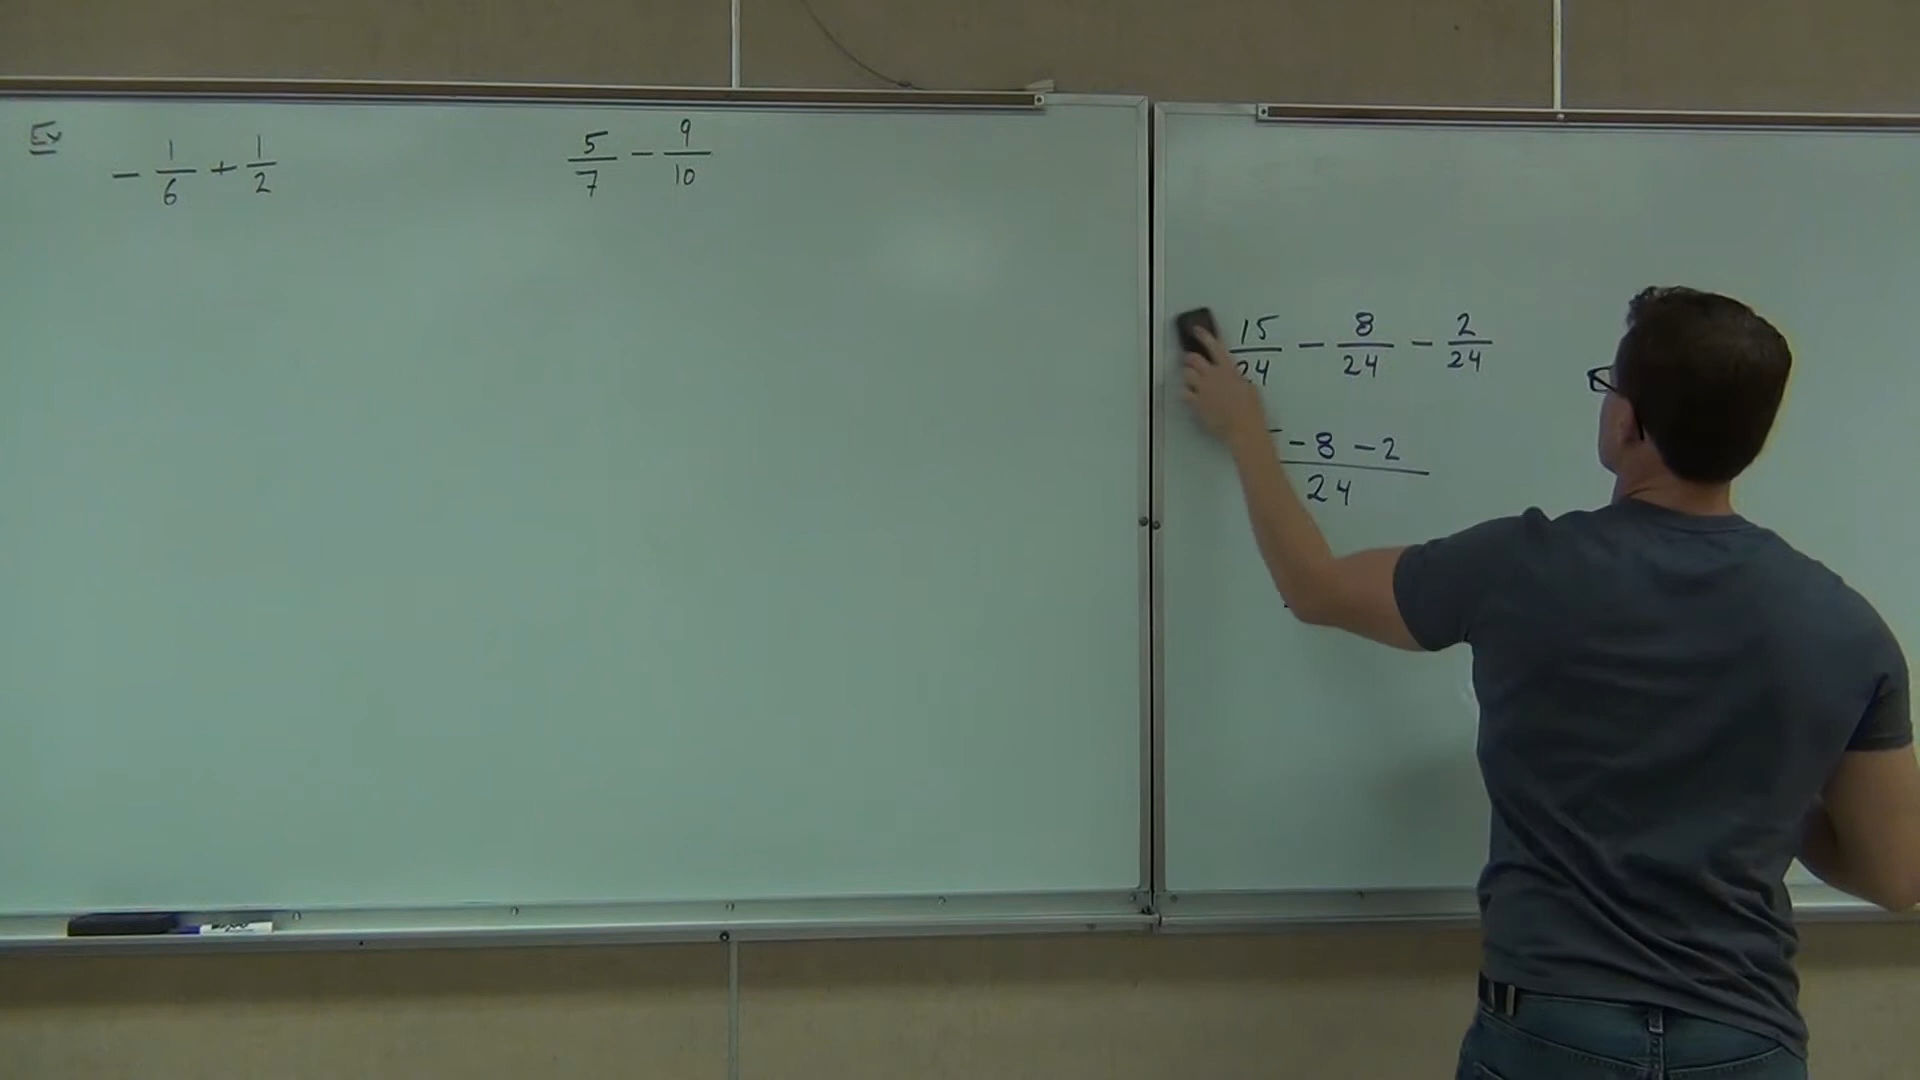 Ex
- 1/6 + 1/2
5/7 - 9/10
15/24 - 8/24 - 2/24
- 8 - 2
24